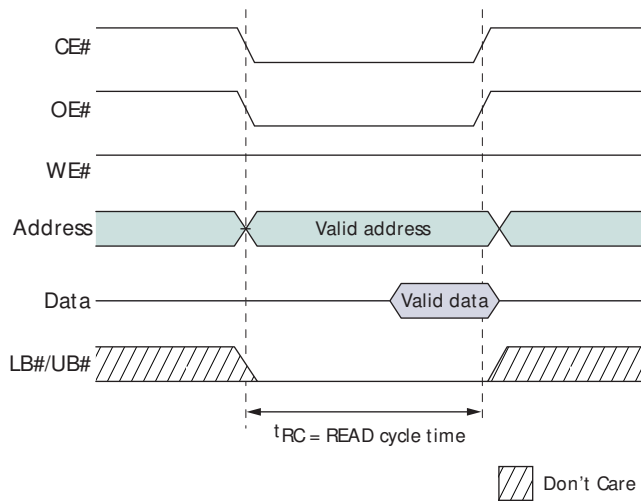 CE#
OE#
WE#
Address
Valid address
Data
Valid data
LB#/UB#
tRC = READ cycle time
Don't Care